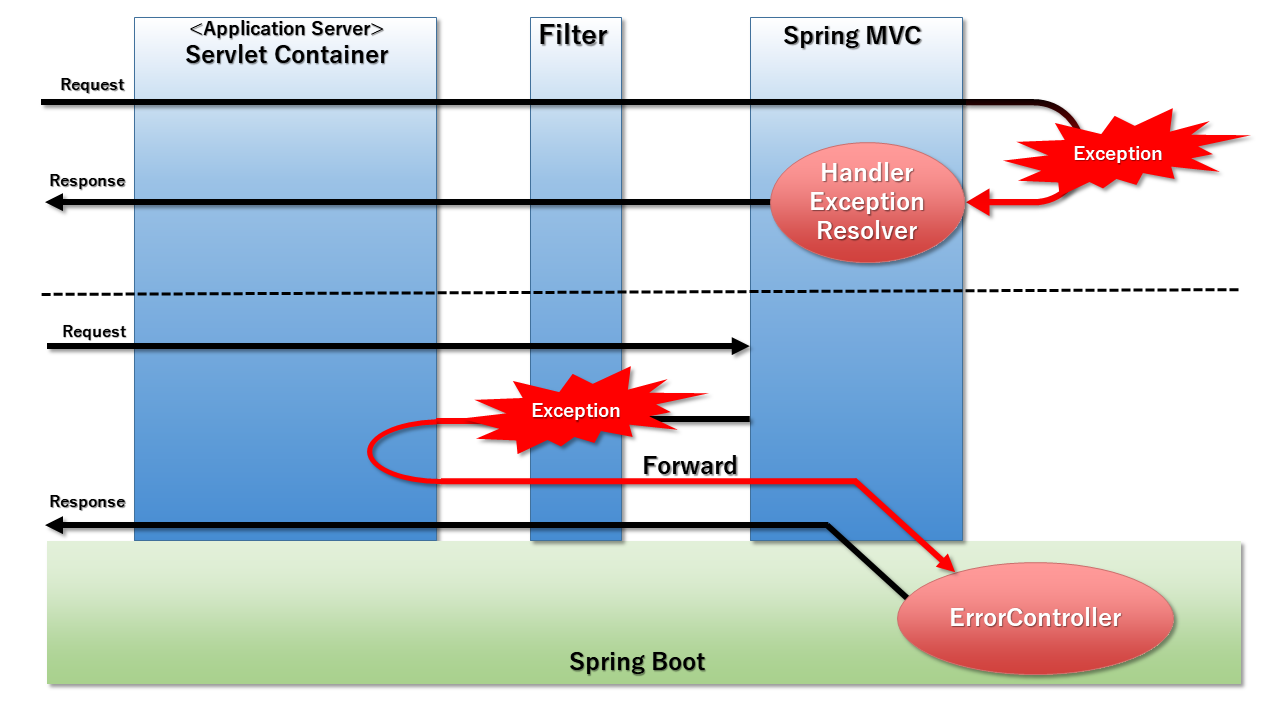 <Application Server>
Servlet Container
Filter
Spring MVC
Request
Exception
Response
Handler
Exception
Resolver
Request
Exception
Forward
Response
ErrorController
Spring Boot